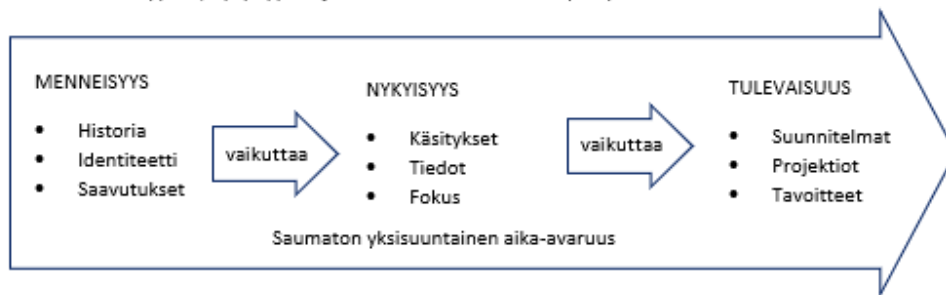 MENNEISYYS
• Historia
• Identiteetti
• Saavutukset
vaikuttaa
NYKYISYYS
• Käsitykset
• Tiedot
• Fokus
vaikuttaa
TULEVAISUUS
• Suunnitelmat
• Projektiot
• Tavoitteet
Saumaton yksisuuntainen aika-avaruus